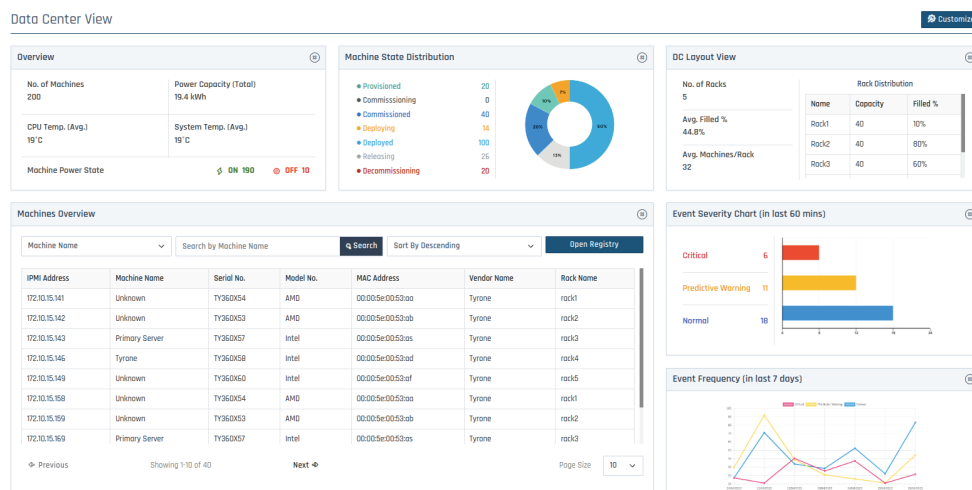 Data Center View
Customize
Overview
No. of Machines
200
Power Capacity (Total)
19.4 kWh
CPU Temp. (Avg.)
19°C
System Temp. (Avg.)
19°C
Machine Power State
ON 190
OFF 10
Machine State Distribution
Provisioned 20
Commisssioning 0
Commissioned 40
Deploying 14
Deployed 100
Releasing 26
Decommissioning 20
7%
10%
20%
13%
DC Layout View
No. of Racks
5
Avg. Filled %
44.8%
Avg. Machines/Rack
32
Rack Distribution
Name Capacity Filled %
Rack1 40 10%
Rack2 40 80%
Rack3 40 60%
Machines Overview
Machine Name
Search by Machine Name
Search
Sort By Descending
Open Registry
IPMI Address Machine Name Serial No. Model No. MAC Address Vendor Name Rack Name
172.10.15.141 Unknown TY360X54 AMD 00:00:5e:00:53:aa Tyrone rack1
172.10.15.142 Unknown TY360X53 AMD 00:00:5e:00:53:ab Tyrone rack2
172.10.15.143 Primary Server TY360X57 Intel 00:00:5e:00:53:as Tyrone rack3
172.10.15.146 Tyrone TY360X58 Intel 00:00:5e:00:53:ad Tyrone rack4
172.10.15.149 Unknown TY360X60 Intel 00:00:5e:00:53:af Tyrone rack5
172.10.15.158 Unknown TY360X54 AMD 00:00:5e:00:53:aa Tyrone rack1
172.10.15.159 Unknown TY360X53 AMD 00:00:5e:00:53:ab Tyrone rack2
172.10.15.169 Primary Server TY360X57 Intel 00:00:5e:00:53:as Tyrone rack3
Previous
Showing 1-10 of 40
Next
Page Size 10
Event Severity Chart (in last 60 mins)
Critical 6
Predictive Warning 11
Normal 18
Event Frequency (in last 7 days)
Critical Predictive Warning